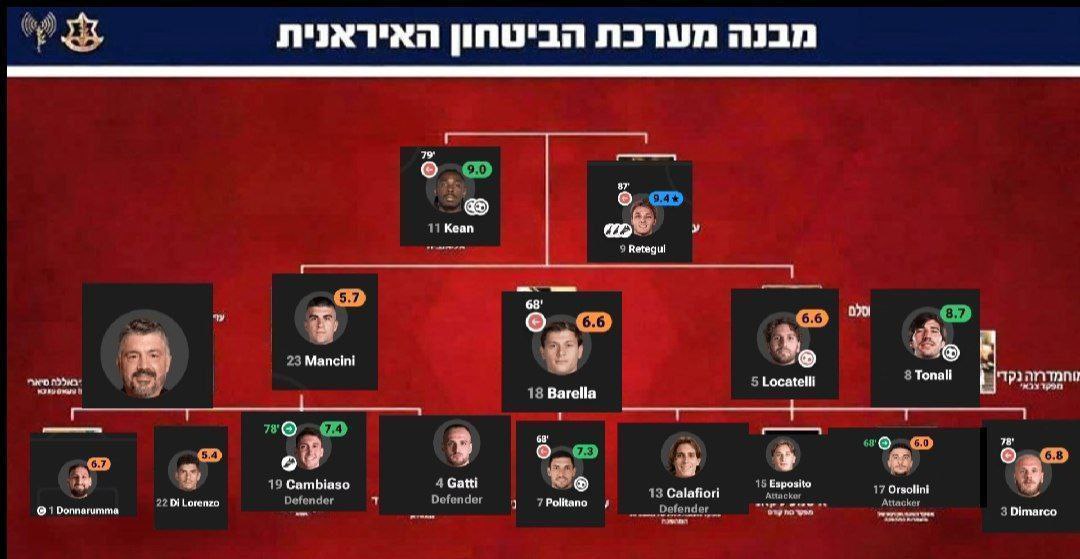 מבנה מערכת הביטחון האיראנית
79'
9.0
11 Kean
87'
9.4
9 Retegui
5.7
23 Mancini
68'
6.6
18 Barella
6.6
5 Locatelli
8.7
8 Tonali
מוחמדרזה נקדי
6.7
C 1 Donnarumma
5.4
22 Di Lorenzo
78'
7.4
19 Cambiaso
Defender
4 Gatti
Defender
68'
7.3
7 Politano
13 Calafiori
Defender
15 Esposito
Attacker
68'
6.0
17 Orsolini
Attacker
78'
6.8
3 Dimarco